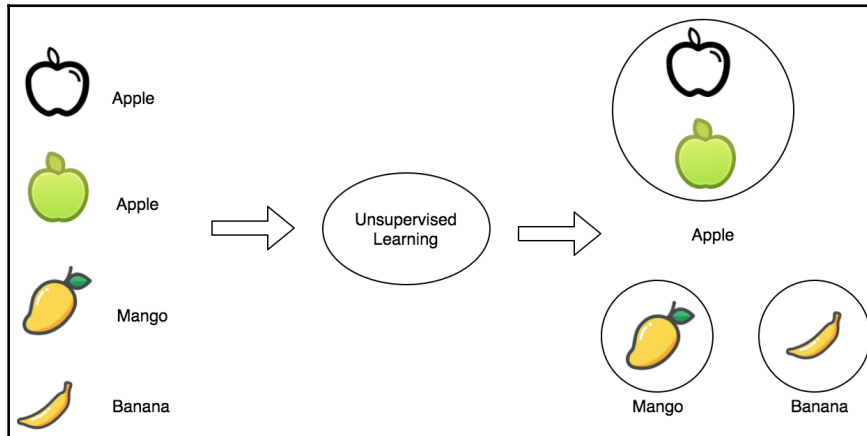 Apple
Apple
Mango
Banana
Unsupervised
Learning
Apple
Mango
Banana